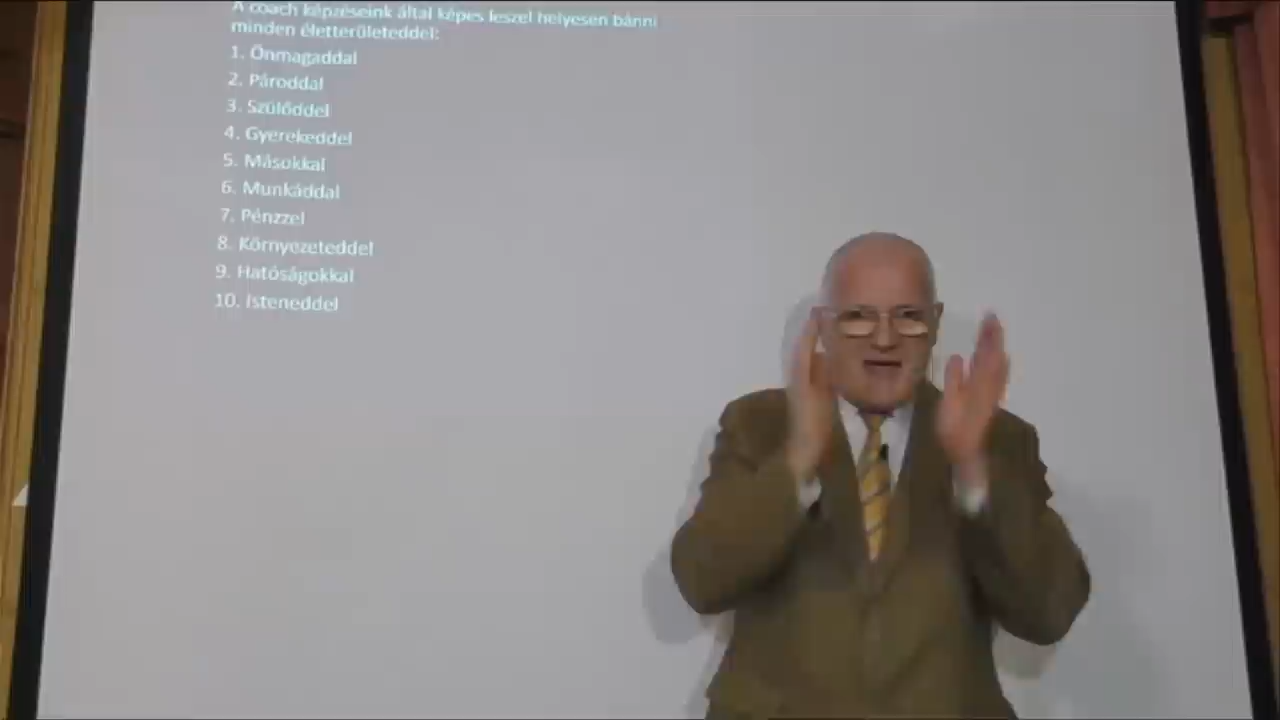 A coach képzéseink által képes leszel helyesen bánni
minden életterületeddel:
1. Önmagaddal
2. Pároddal
3. Szülőddel
4. Gyerekeddel
5. Másokkal
6. Munkáddal
7. Pénzzel
8. Környezeteddel
9. Hatóságokkal
10. Isteneddel